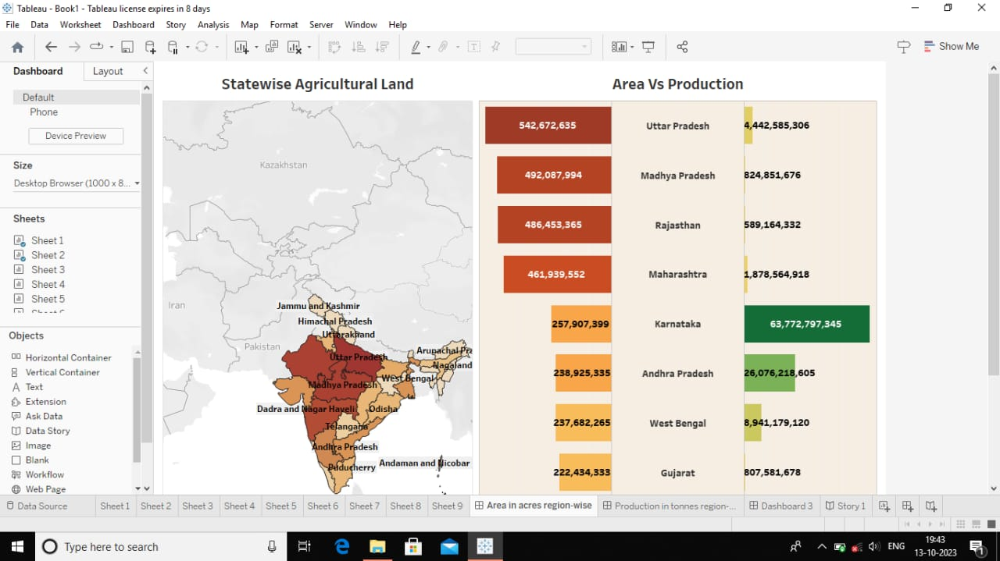 Tableau - Book1 - Tableau license expires in 8 days
File Data Worksheet Dashboard Story Analysis Map Format Server Window Help
Show Me
Dashboard Layout
Default
Phone
Device Preview
Size
Desktop Browser (1000 x 8...
Sheets
Sheet 1
Sheet 2
Sheet 3
Sheet 4
Sheet 5
Objects
Horizontal Container
Vertical Container
Text
Extension
Ask Data
Data Story
Image
Blank
Workflow
Web Page
Statewise Agricultural Land
Kazakhstan
Iran
Pakistan
Jammu and Kashmir
Himachal Pradesh
Uttarakhand
Arunachal Pra
Uttar Pradesh
Nagaland
West Bengal
Madhya Pradesh
Dadra and Nagar Haveli
Odisha
Telangana
Andhra Pradesh
Andaman and Nicobar
Puducherry
Area Vs Production
542,672,635 Uttar Pradesh 4,442,585,306
492,087,994 Madhya Pradesh 824,851,676
486,453,365 Rajasthan 589,164,332
461,939,552 Maharashtra 1,878,564,918
257,907,399 Karnataka 63,772,797,345
238,925,335 Andhra Pradesh 26,076,218,605
237,682,265 West Bengal 8,941,179,120
222,434,333 Gujarat 807,581,678
Data Source Sheet 1 Sheet 2 Sheet 3 Sheet 4 Sheet 5 Sheet 6 Sheet 7 Sheet 8 Sheet 9 Area in acres region-wise Production in tonnes region-... Dashboard 3 Story 1
Type here to search
ENG
19:43
13-10-2023
1